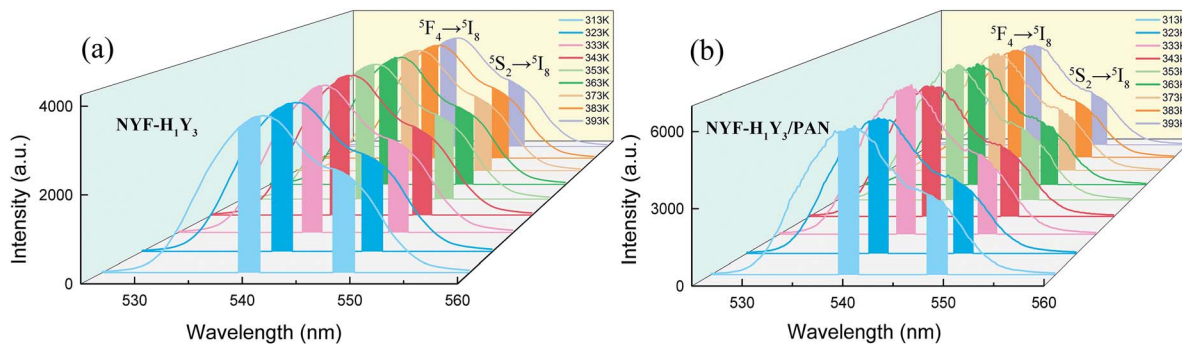 (a)
⁵F₄→⁵I₈
⁵S₂→⁵I₈
313K
323K
333K
343K
353K
363K
373K
383K
393K
NYF-H₁Y₃
Intensity (a.u.)
4000
2000
0
530
540
550
560
Wavelength (nm)
(b)
⁵F₄→⁵I₈
⁵S₂→⁵I₈
313K
323K
333K
343K
353K
363K
373K
383K
393K
NYF-H₁Y₃/PAN
Intensity (a.u.)
6000
3000
0
530
540
550
560
Wavelength (nm)